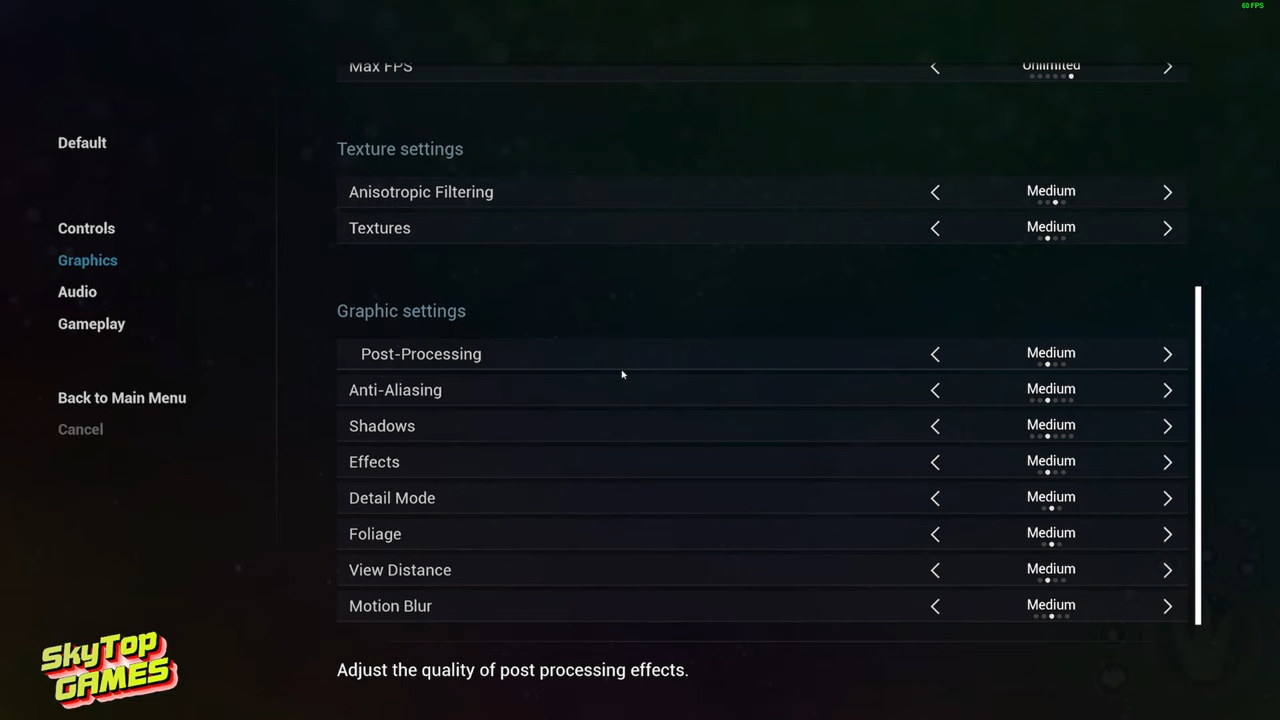 60 FPS
Max FPS
Unlimited
Default
Texture settings
Anisotropic Filtering
Medium
Textures
Medium
Controls
Graphics
Audio
Gameplay
Graphic settings
Post-Processing
Medium
Anti-Aliasing
Medium
Back to Main Menu
Cancel
Shadows
Medium
Effects
Medium
Detail Mode
Medium
Foliage
Medium
View Distance
Medium
Motion Blur
Medium
SkyTop
GAMES
Adjust the quality of post processing effects.